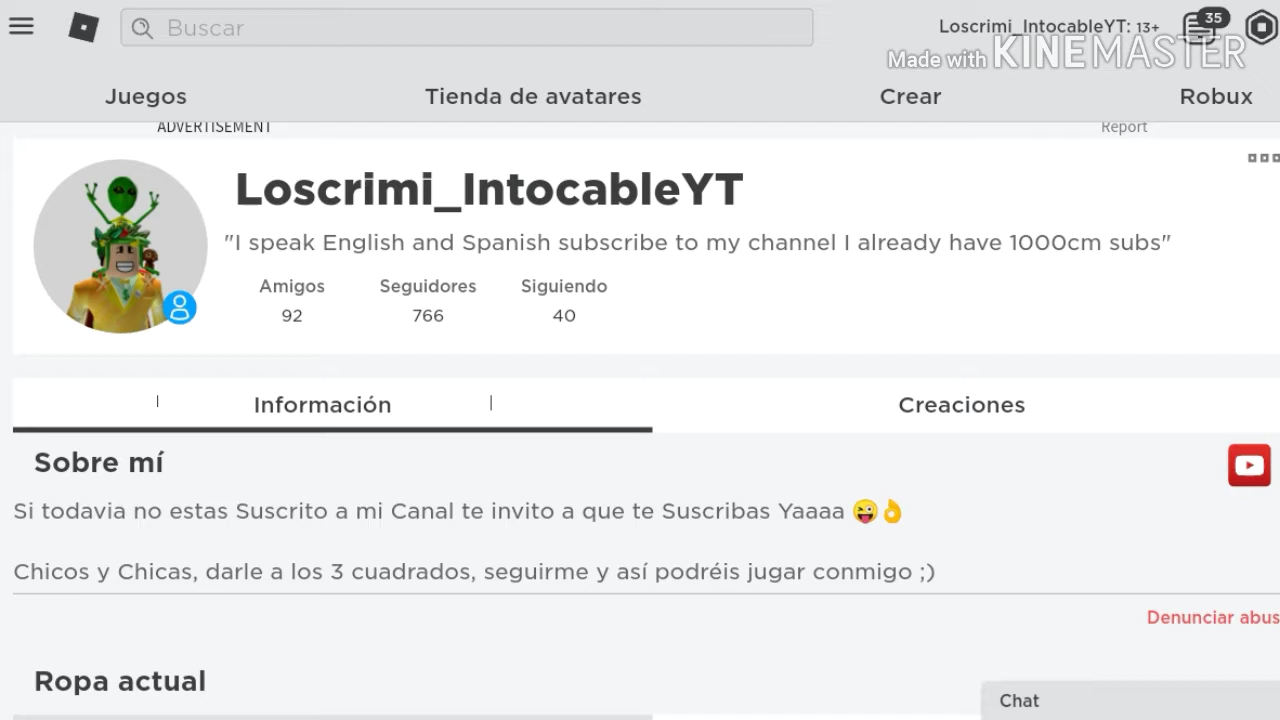 Buscar
Loscrimi_IntocableYT: 13+
35
Made with KINEMASTER
Juegos
Tienda de avatares
Crear
Robux
ADVERTISEMENT
Report
Loscrimi_IntocableYT
"I speak English and Spanish subscribe to my channel I already have 1000cm subs"
Amigos
Seguidores
Siguiendo
92
766
40
Información
Creaciones
Sobre mí
Si todavia no estas Suscrito a mi Canal te invito a que te Suscribas Yaaaa 😜👌
Chicos y Chicas, darle a los 3 cuadrados, seguirme y así podréis jugar conmigo ;)
Denunciar abus
Ropa actual
Chat